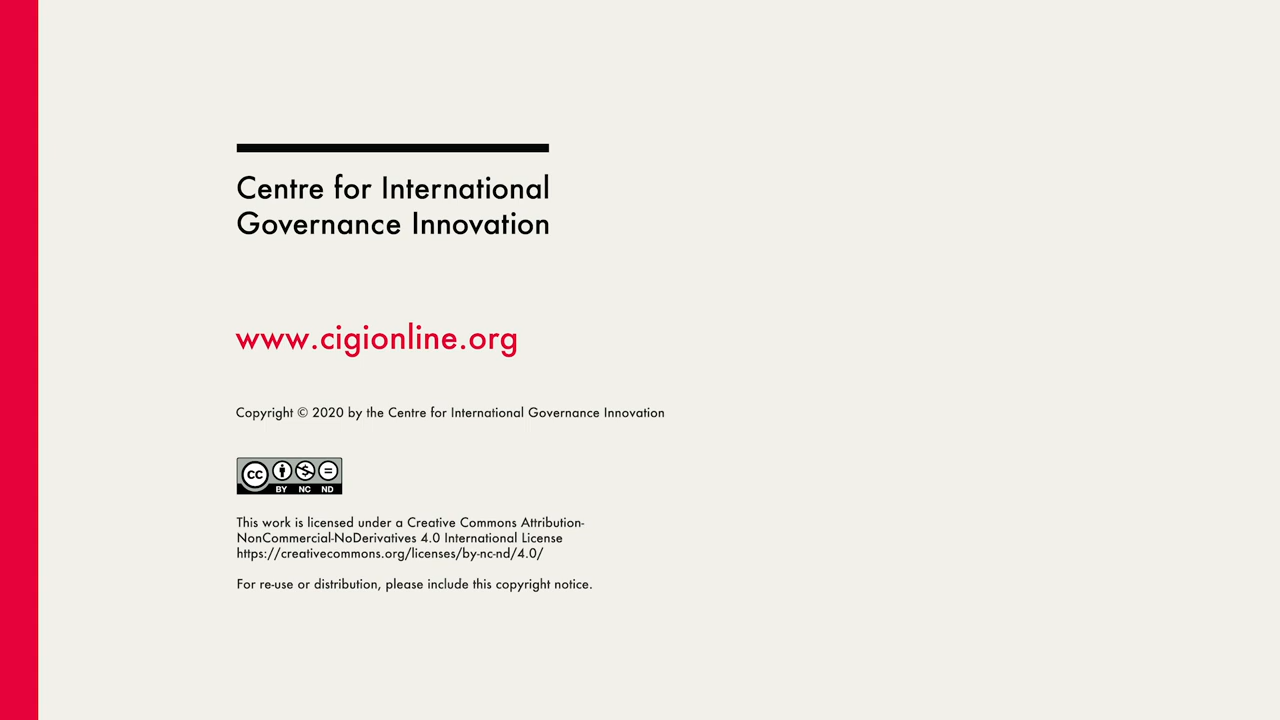 Centre for International
Governance Innovation
www.cigionline.org
Copyright © 2020 by the Centre for International Governance Innovation
cc
BY NC ND
This work is licensed under a Creative Commons Attribution-
NonCommercial-NoDerivatives 4.0 International License
https://creativecommons.org/licenses/by-nc-nd/4.0/
For re-use or distribution, please include this copyright notice.